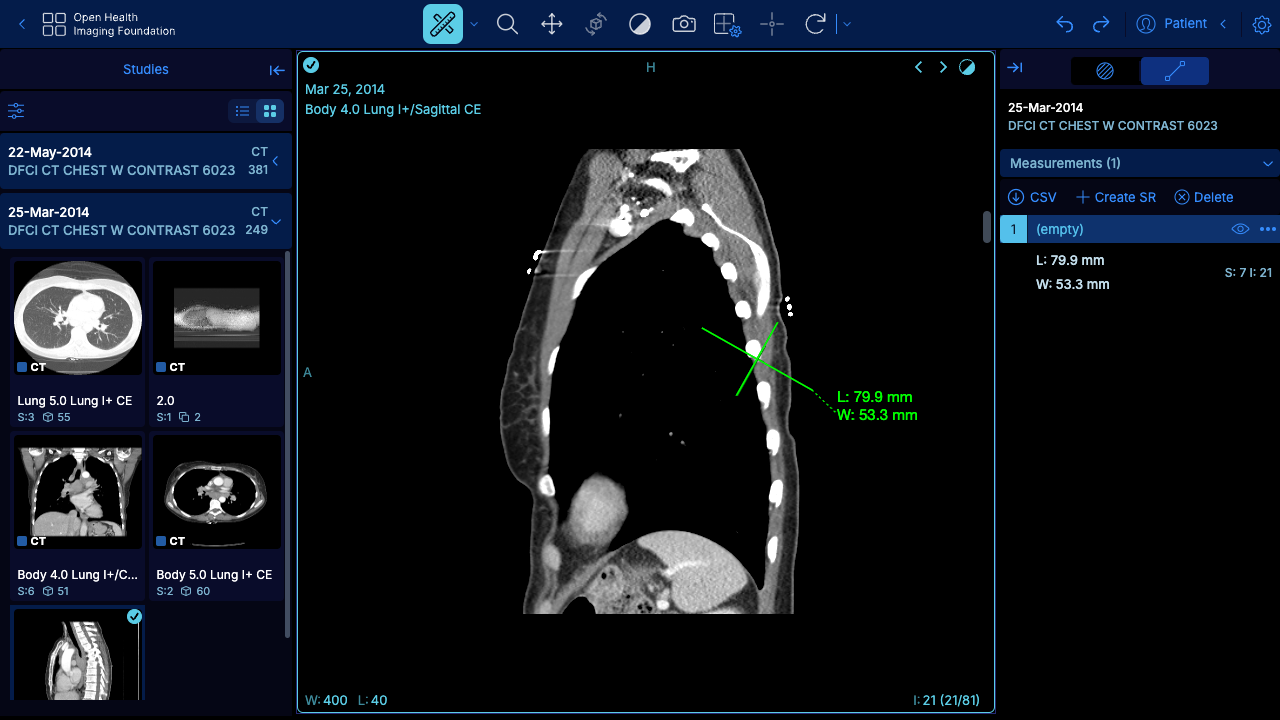 Open Health
Imaging Foundation
Patient
Studies
22-May-2014 CT
DFCI CT CHEST W CONTRAST 6023 381
25-Mar-2014 CT
DFCI CT CHEST W CONTRAST 6023 249
CT
Lung 5.0 Lung I+ CE
S:3 55
CT
2.0
S:1 2
CT
Body 4.0 Lung I+/C...
S:6 51
CT
Body 5.0 Lung I+ CE
S:2 60
H
Mar 25, 2014
Body 4.0 Lung I+/Sagittal CE
A
L: 79.9 mm
W: 53.3 mm
W: 400 L: 40
I: 21 (21/81)
25-Mar-2014
DFCI CT CHEST W CONTRAST 6023
Measurements (1)
CSV Create SR Delete
1 (empty)
L: 79.9 mm
W: 53.3 mm
S: 7 I: 21